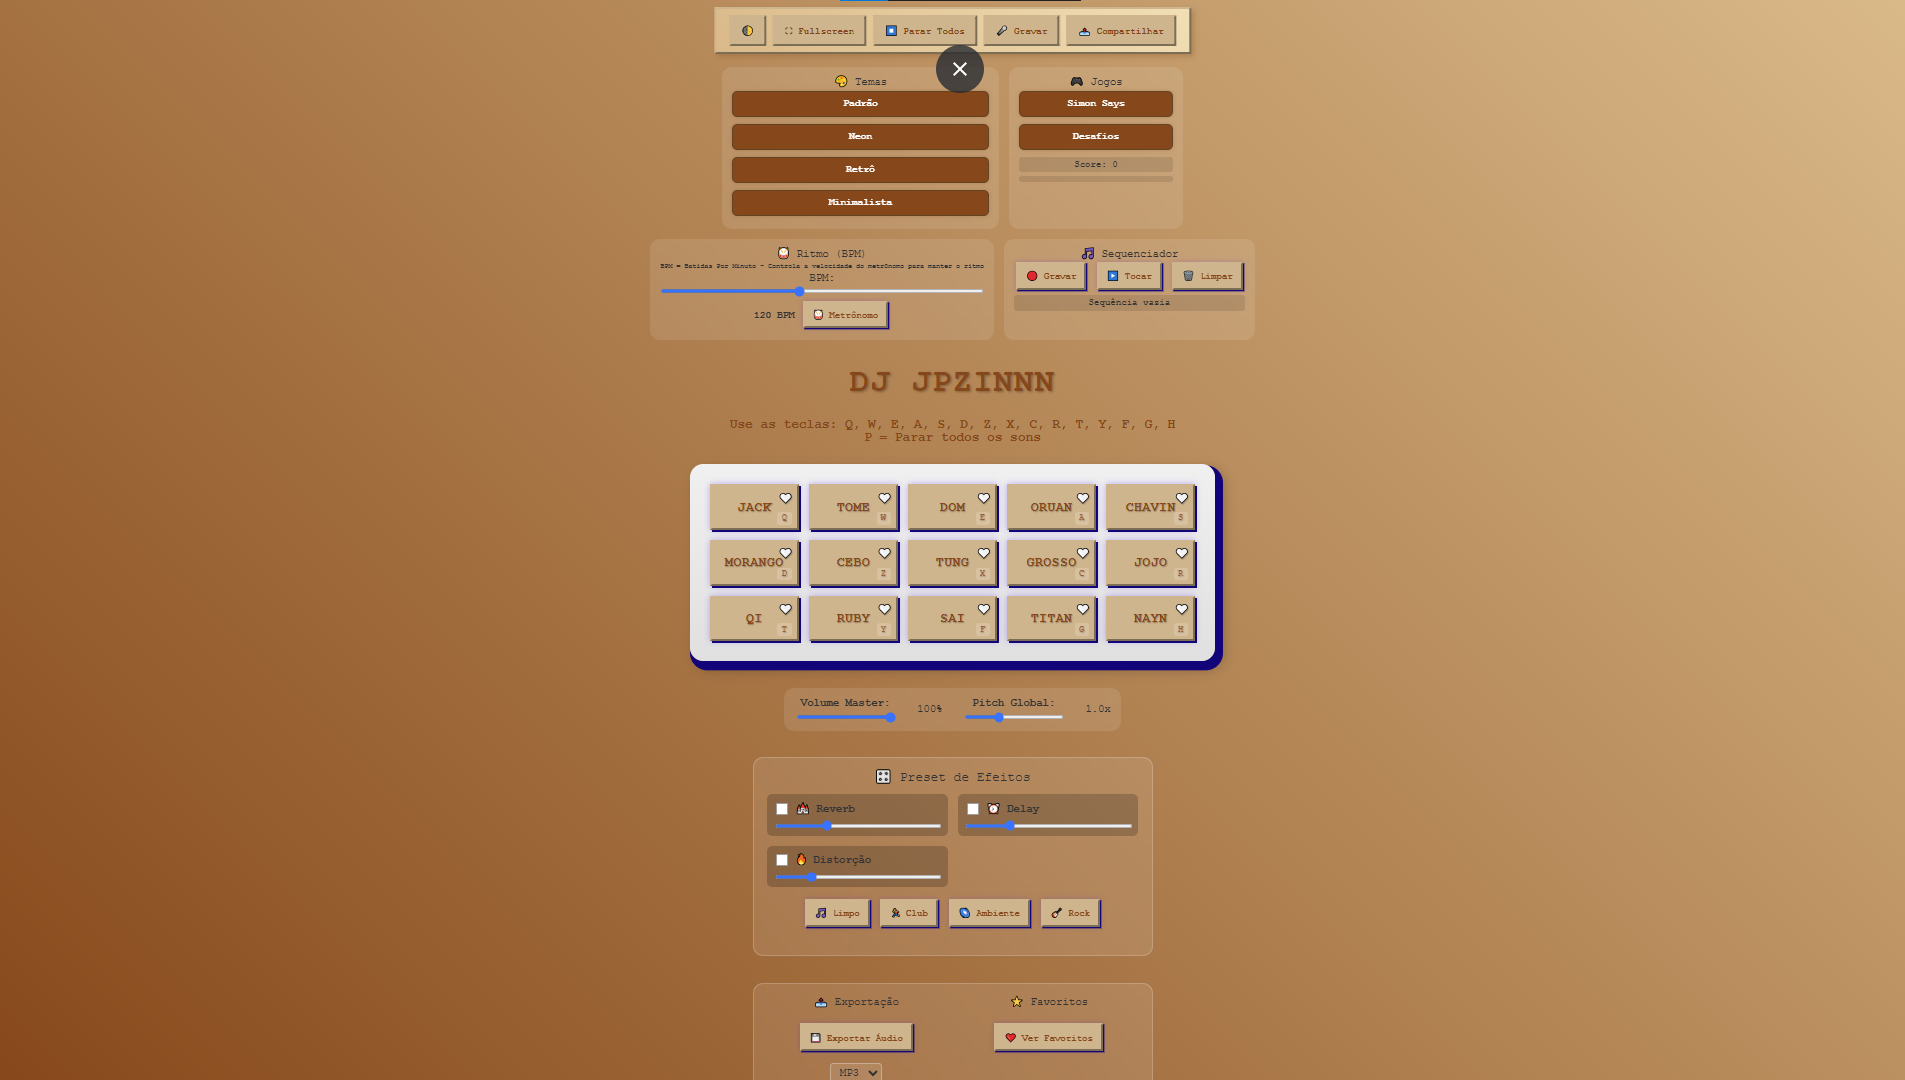 Fullscreen
Parar Todos
Gravar
Compartilhar
Temas
Padrão
Neon
Retrô
Minimalista
Jogos
Simon Says
Desafios
Score: 0
Ritmo (BPM)
BPM = Batidas Por Minuto - Controla a velocidade do metrônomo para manter o ritmo
BPM:
120 BPM
Metrônomo
Sequenciador
Gravar
Tocar
Limpar
Sequência vazia
DJ JPZINNN
Use as teclas: Q, W, E, A, S, D, Z, X, C, R, T, Y, F, G, H
P = Parar todos os sons
JACK Q
TOME W
DOM E
ORUAN A
CHAVIN S
MORANGO D
CEBO Z
TUNG X
GROSSO C
JOJO R
QI T
RUBY Y
SAI F
TITAN G
NAYN H
Volume Master:
100%
Pitch Global:
1.0x
Preset de Efeitos
Reverb
Delay
Distorção
Limpo
Club
Ambiente
Rock
Exportação
Exportar Áudio
MP3
Favoritos
Ver Favoritos